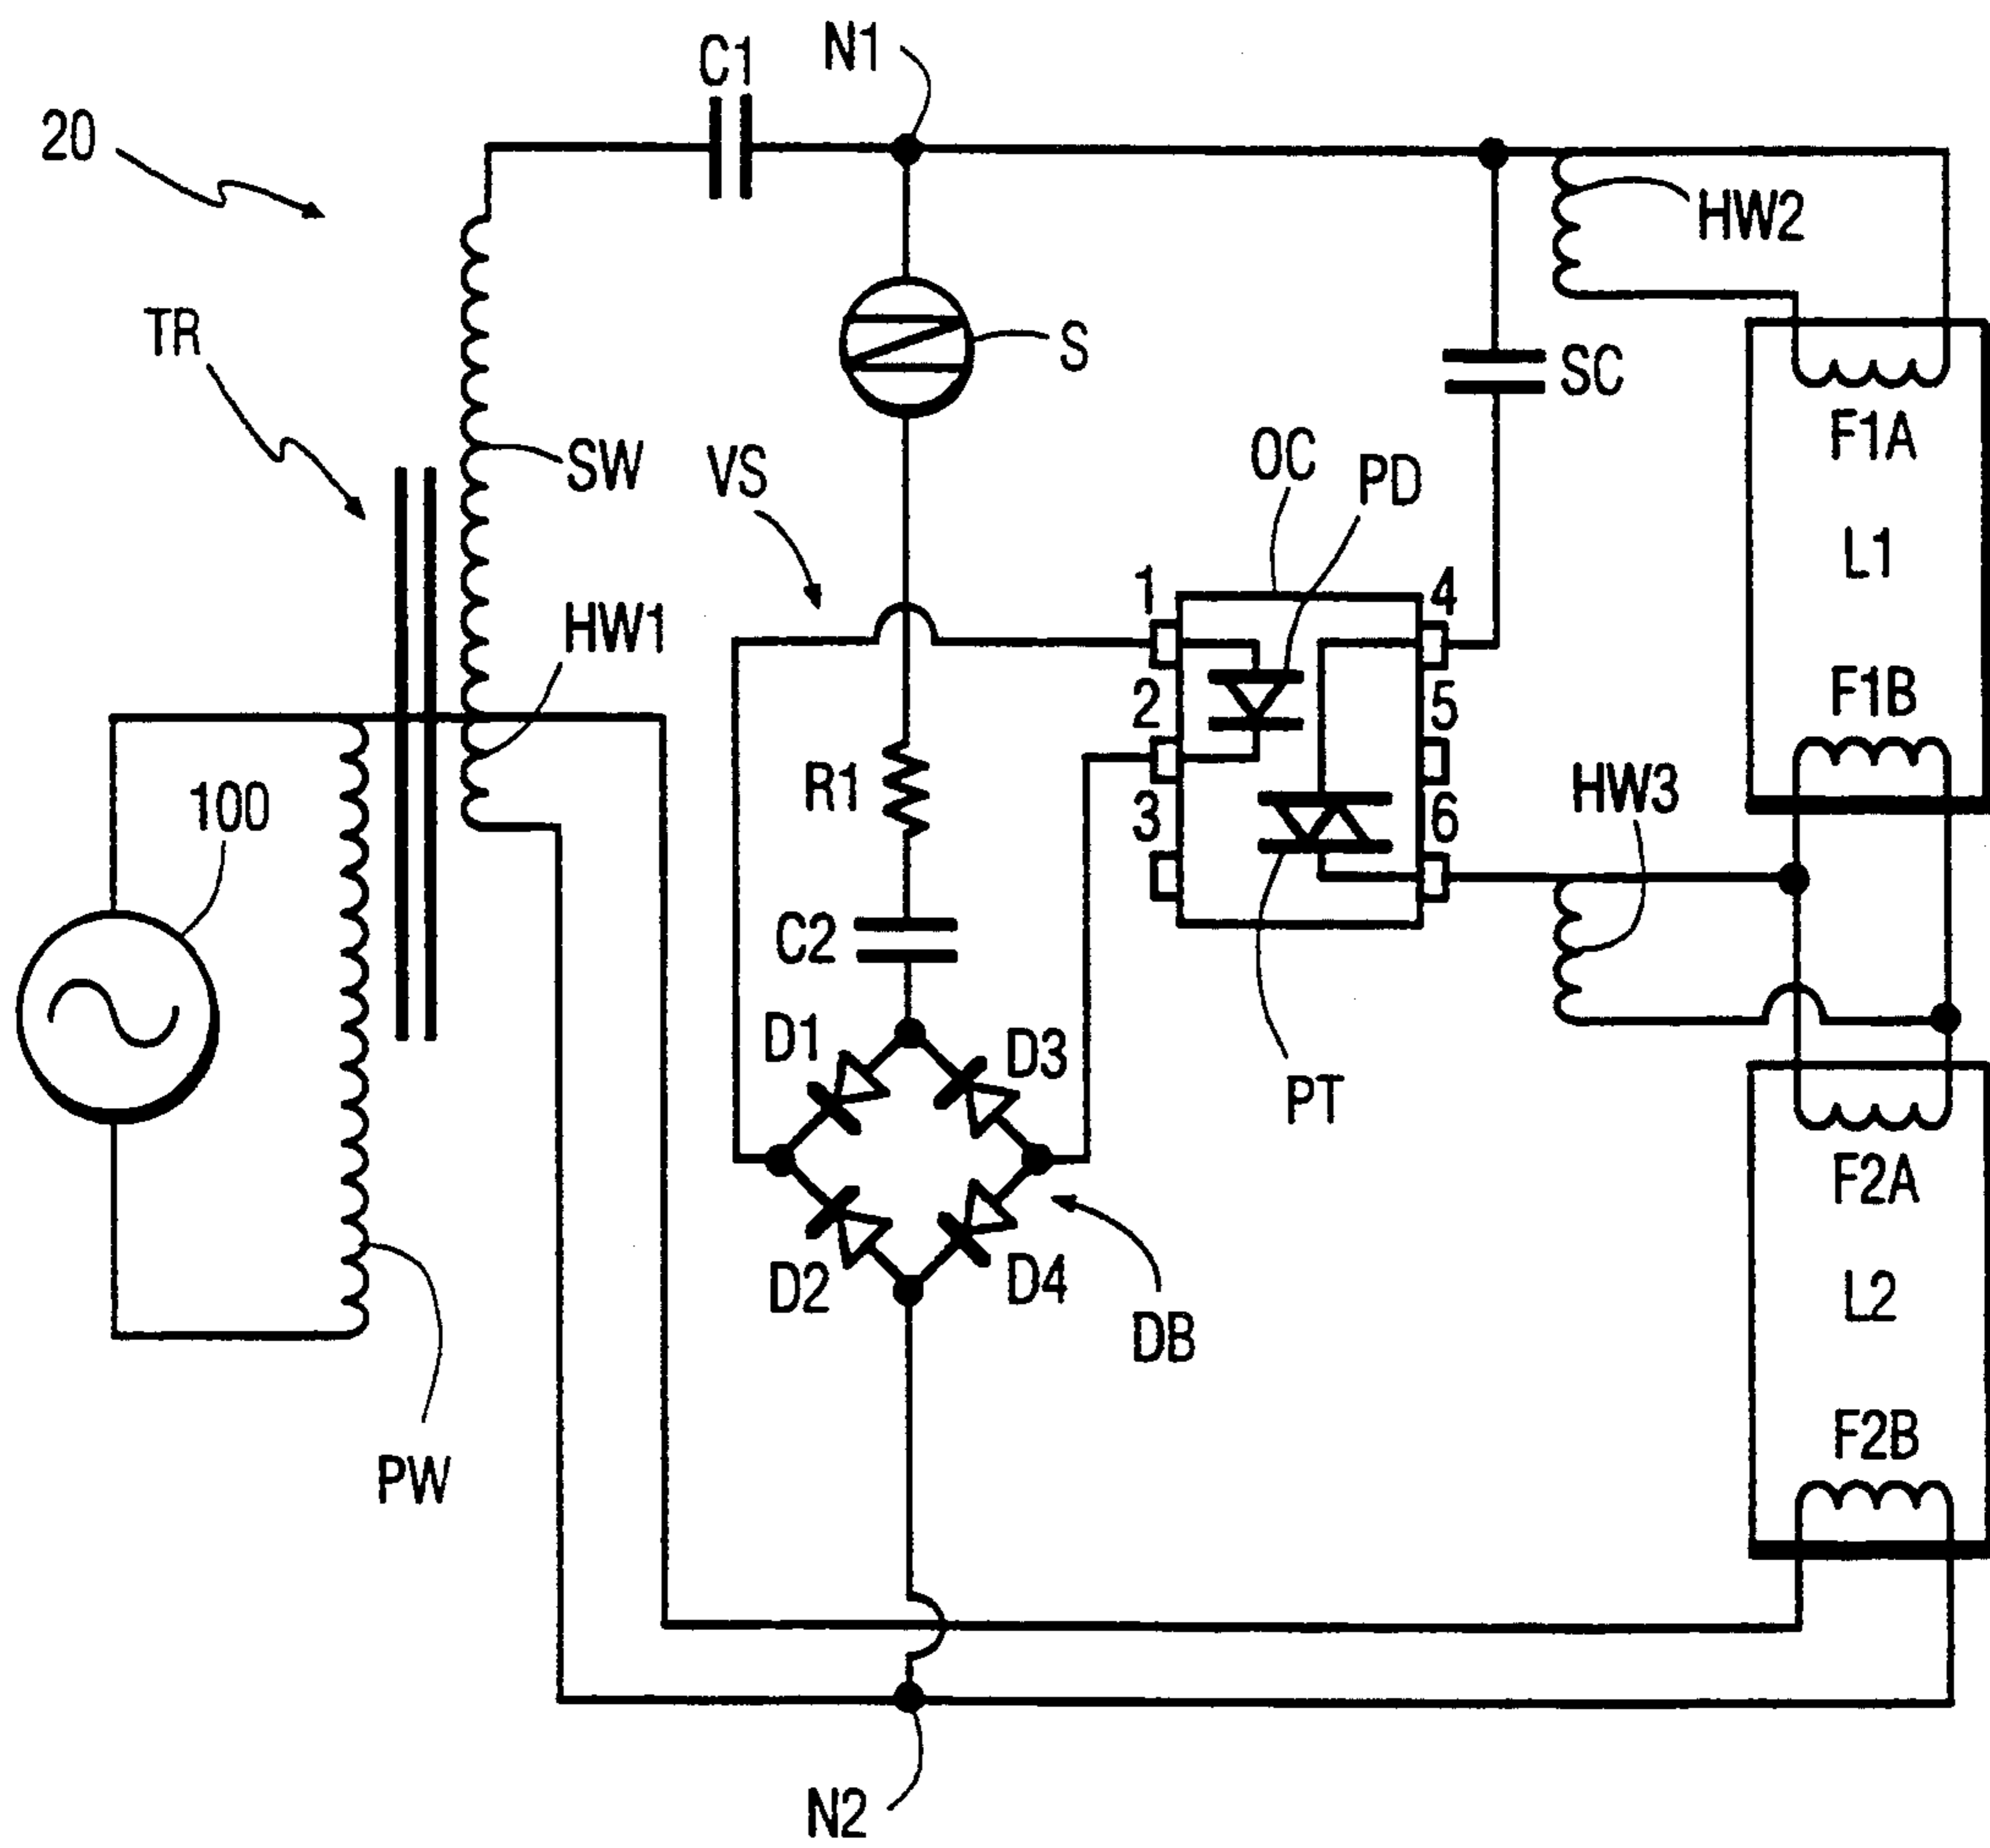 N1
C1
20
HW2
TR
S
SC
F1A
OC
PD
SW
VS
L1
1
4
HW1
F1B
2
5
R1
HW3
100
3
6
C2
D1
D3
PT
F2A
D2
D4
L2
DB
F2B
PW
N2